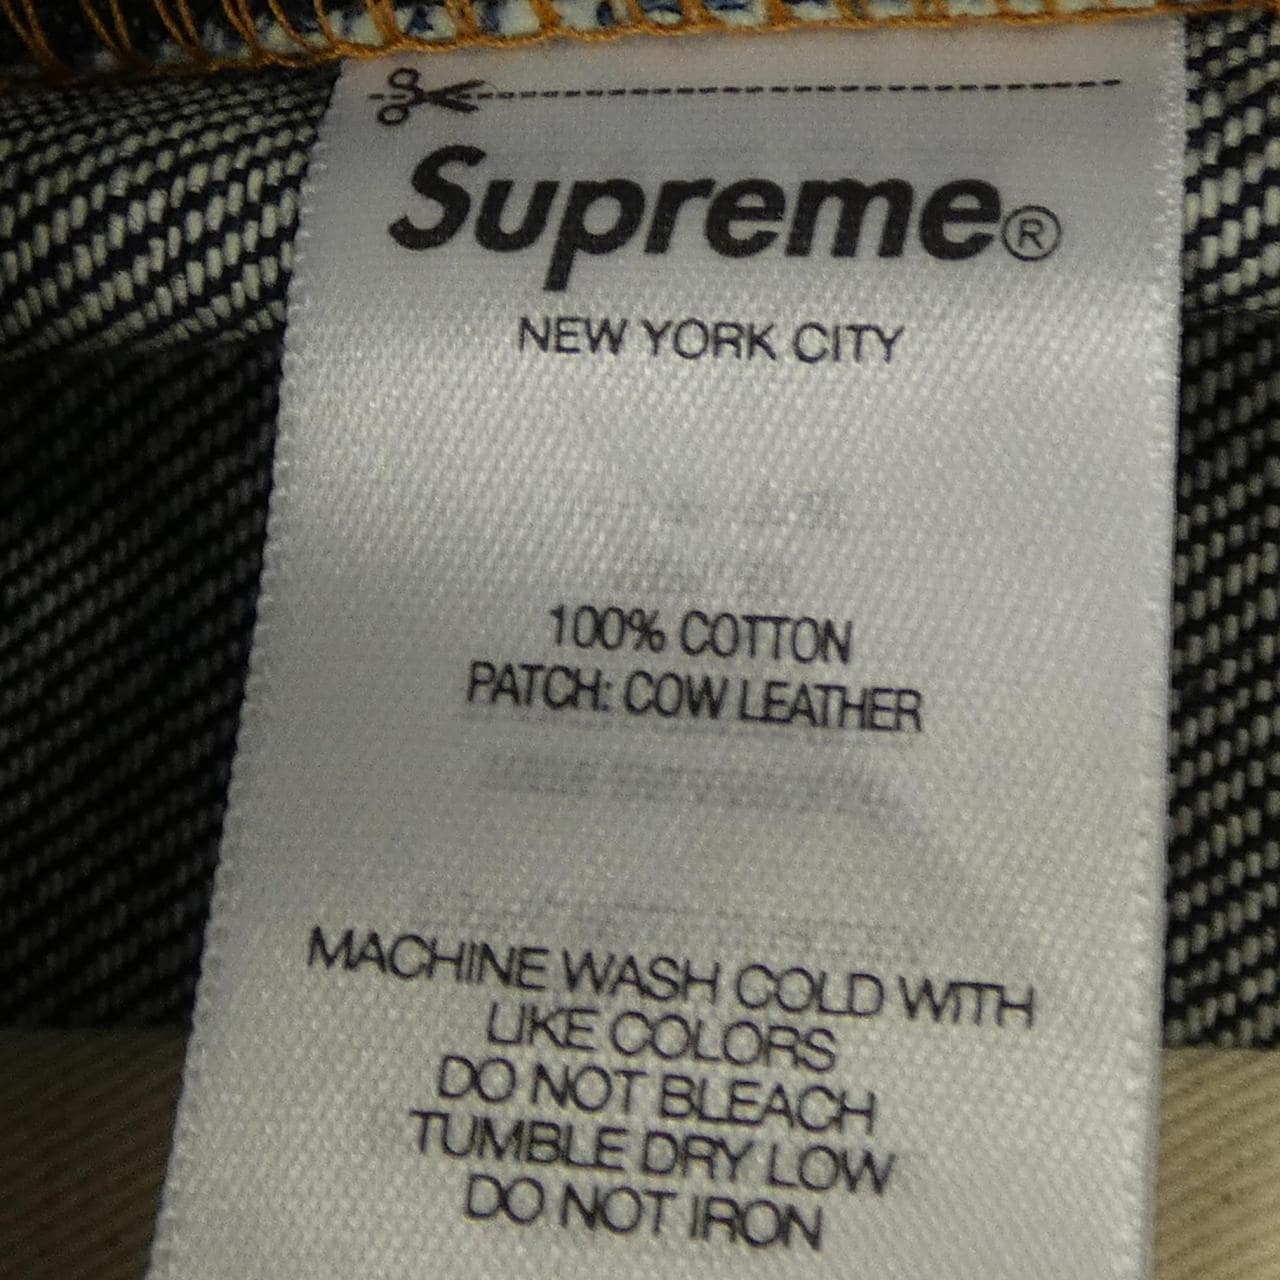 Supreme®
NEW YORK CITY
100% COTTON
PATCH: COW LEATHER
MACHINE WASH COLD WITH
LIKE COLORS
DO NOT BLEACH
TUMBLE DRY LOW
DO NOT IRON